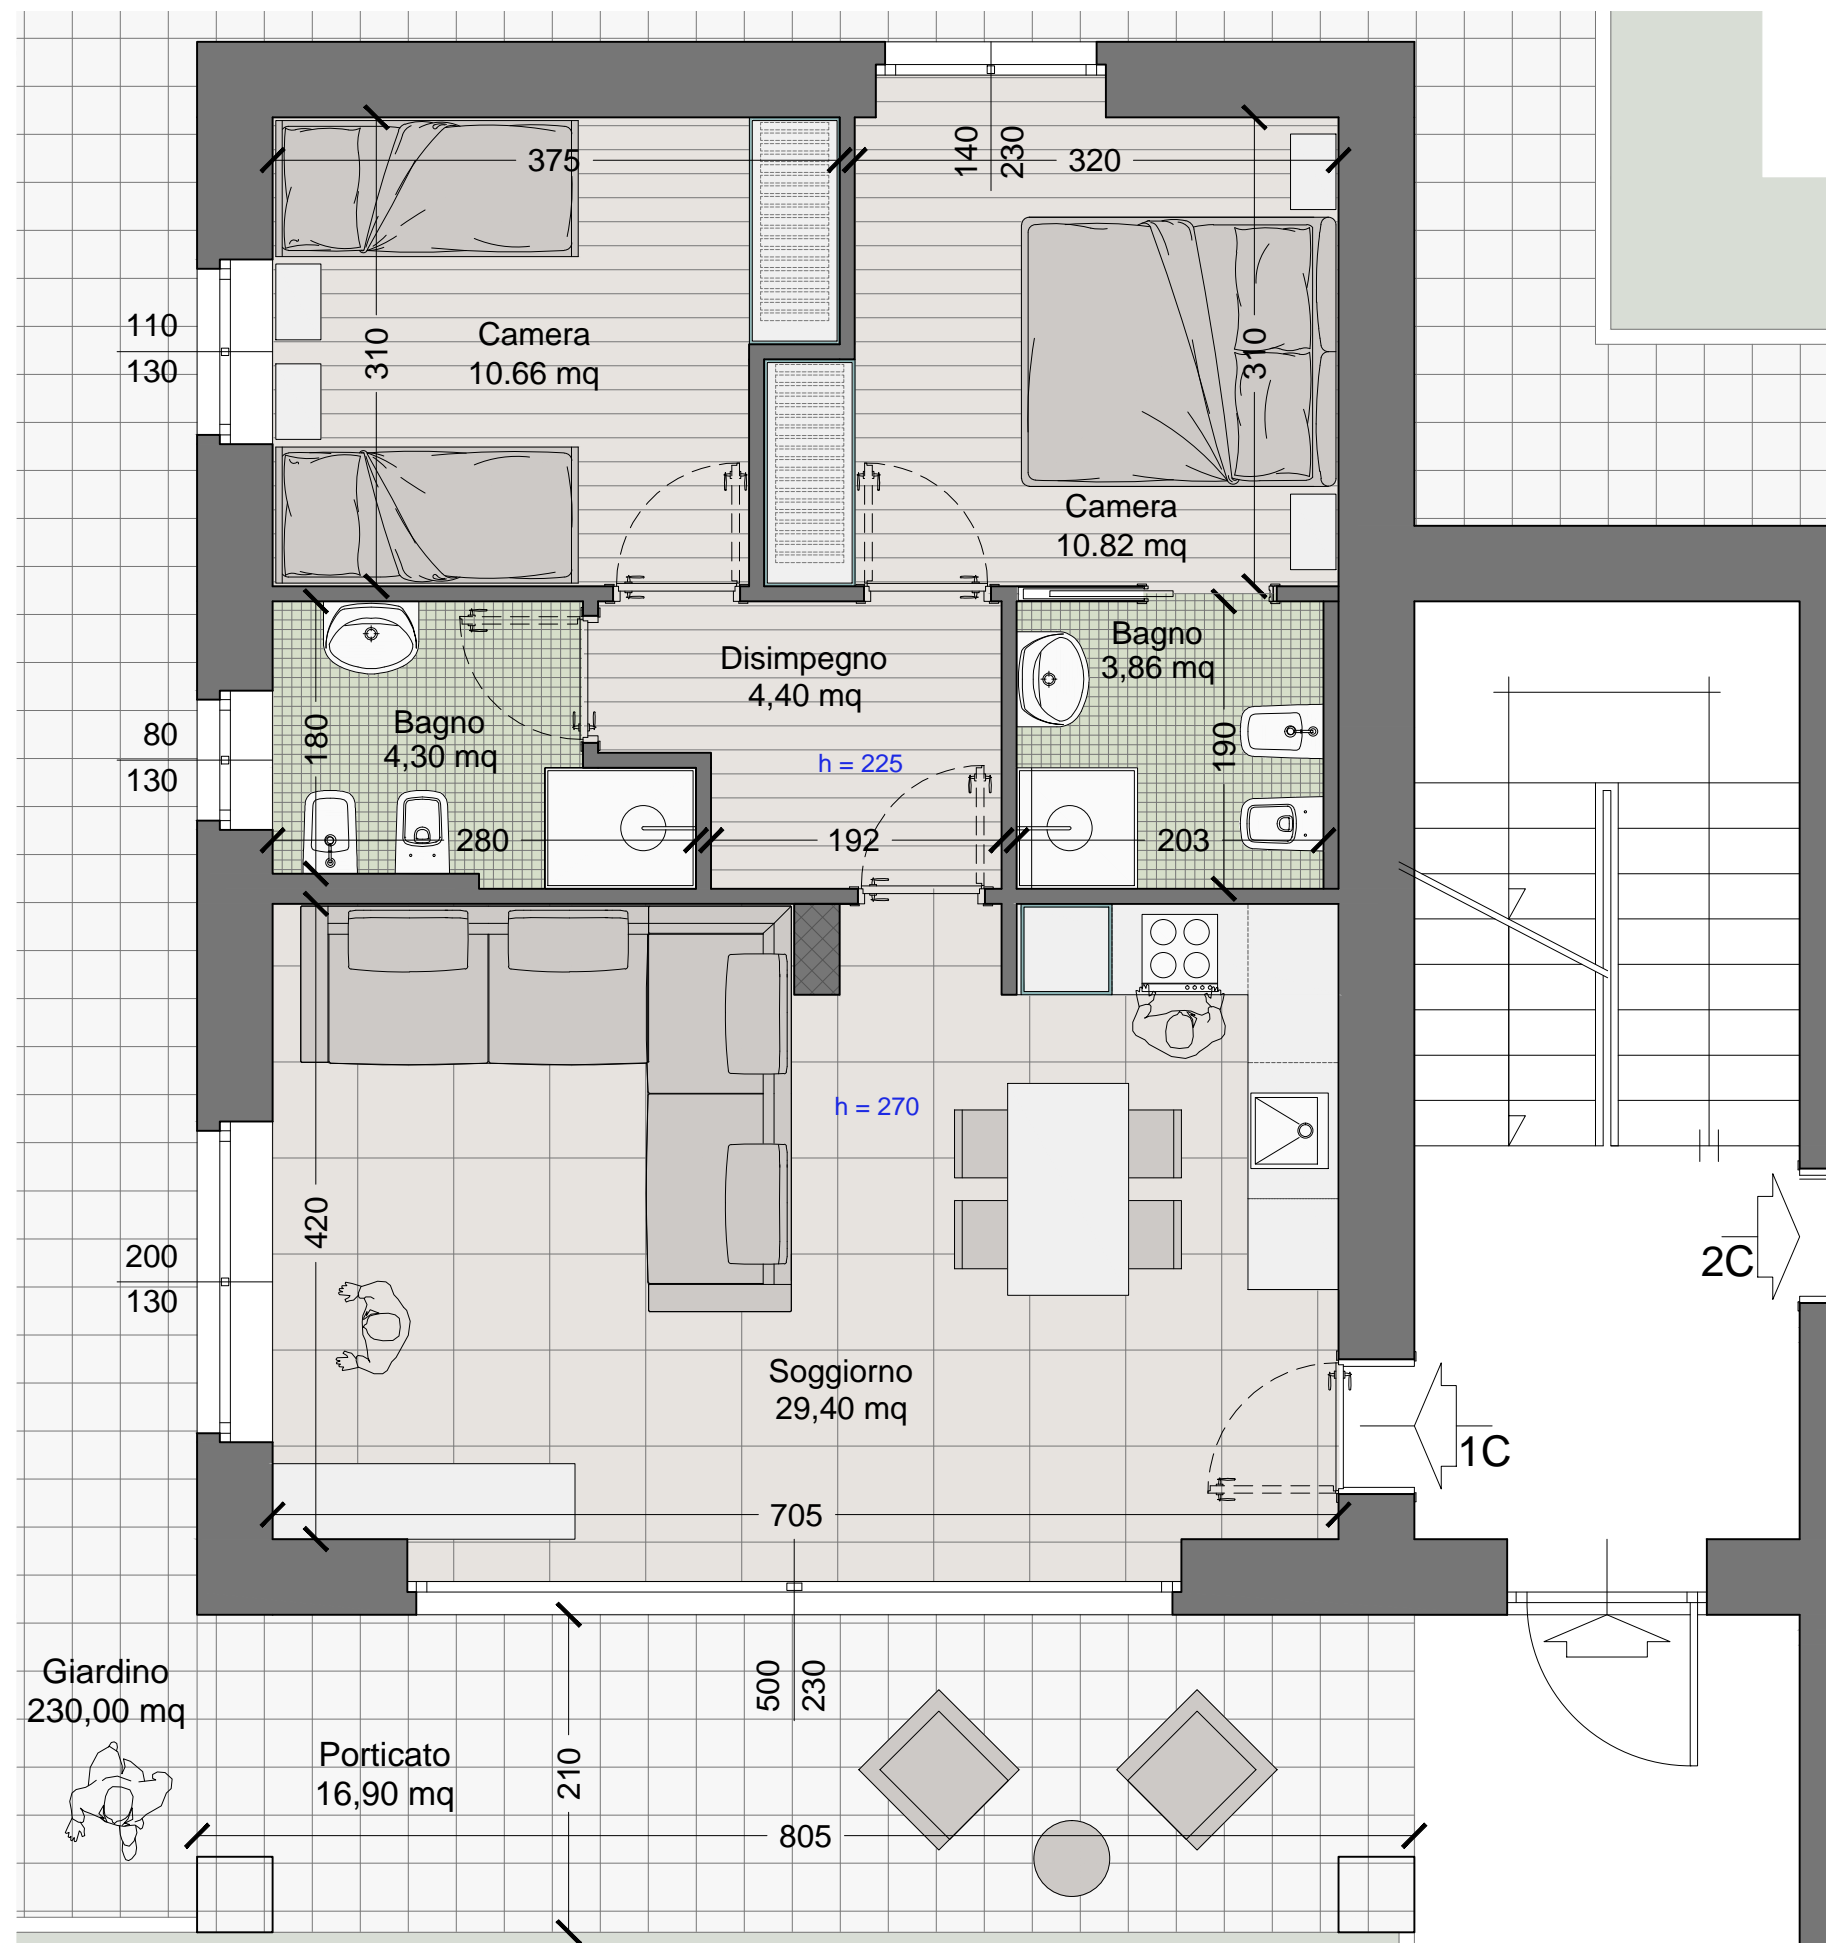 375
140
230
320
110
130
310
Camera
10.66 mq
310
Camera
10.82 mq
Bagno
3,86 mq
Disimpegno
4,40 mq
Bagno
4,30 mq
80
130
180
190
h = 225
280
192
203
h = 270
420
200
130
2C
Soggiorno
29,40 mq
1C
705
500
230
Giardino
230,00 mq
Porticato
16,90 mq
210
805